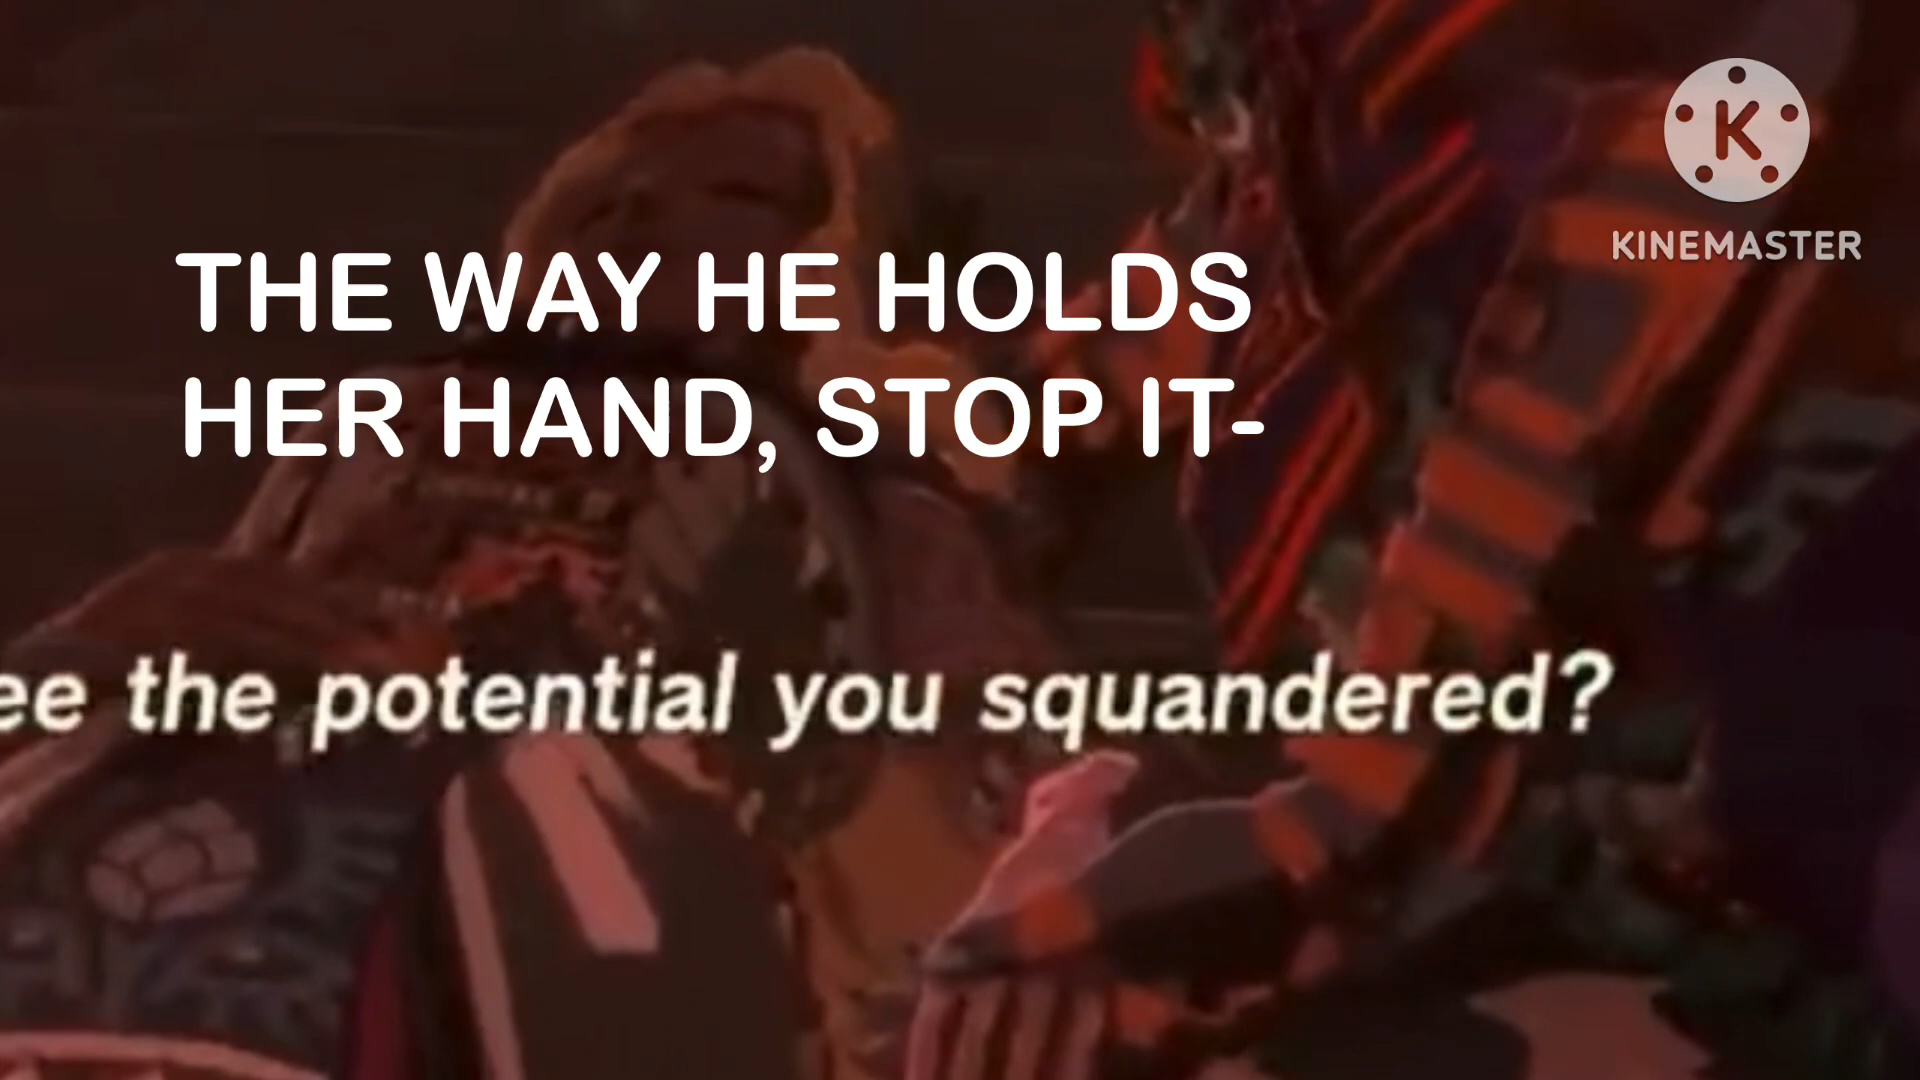 K
KINEMASTER
THE WAY HE HOLDS
HER HAND, STOP IT-
ee the potential you squandered?